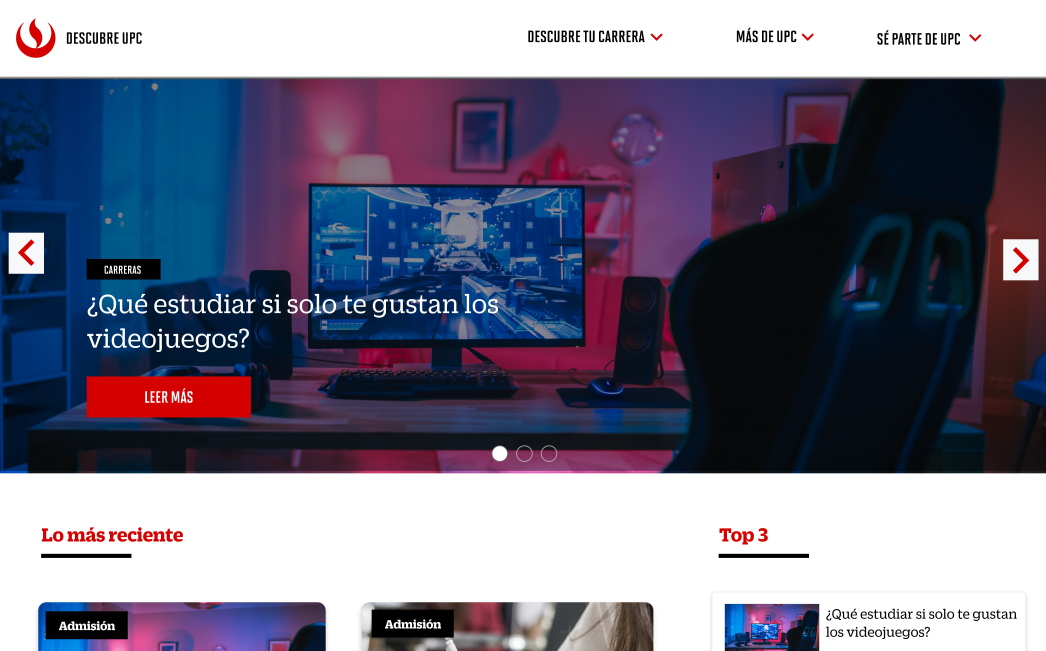 DESCUBRE UPC
DESCUBRE TU CARRERA
MÁS DE UPC
SÉ PARTE DE UPC
CARRERAS
¿Qué estudiar si solo te gustan los
videojuegos?
LEER MÁS
Lo más reciente
Top 3
Admisión
Admisión
¿Qué estudiar si solo te gustan
los videojuegos?